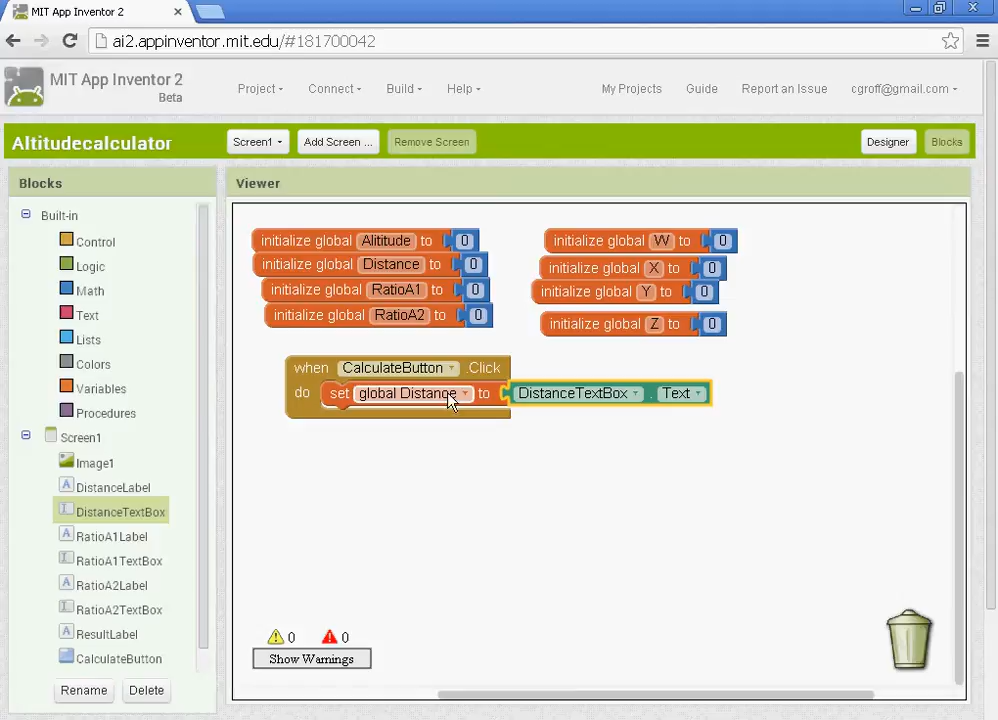 MIT App Inventor 2
ai2.appinventor.mit.edu/#181700042
MIT App Inventor 2
Beta
Project Connect Build Help My Projects Guide Report an Issue cgroff@gmail.com
Altitudecalculator Screen1 Add Screen ... Remove Screen Designer Blocks
Blocks
Built-in
Control
Logic
Math
Text
Lists
Colors
Variables
Procedures
Screen1
Image1
DistanceLabel
DistanceTextBox
RatioA1Label
RatioA1TextBox
RatioA2Label
RatioA2TextBox
ResultLabel
CalculateButton
Rename Delete
Viewer
initialize global Alititude to 0
initialize global Distance to 0
initialize global RatioA1 to 0
initialize global RatioA2 to 0
initialize global W to 0
initialize global X to 0
initialize global Y to 0
initialize global Z to 0
when CalculateButton .Click
do set global Distance to DistanceTextBox . Text
0 0
Show Warnings